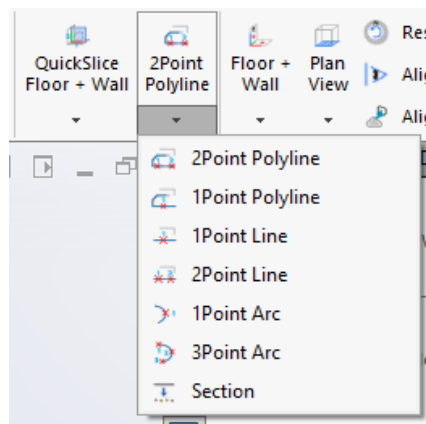 QuickSlice
Floor + Wall
2Point
Polyline
Floor +
Wall
Plan
View
2Point Polyline
1Point Polyline
1Point Line
2Point Line
1Point Arc
3Point Arc
Section